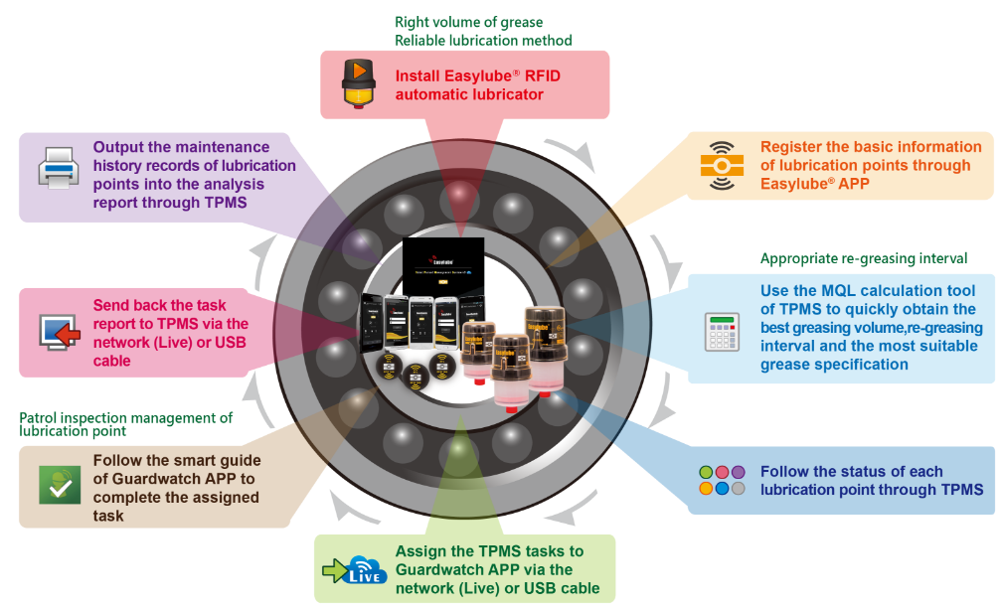 Right volume of grease
Reliable lubrication method
Install Easylube® RFID
automatic lubricator
Register the basic information
of lubrication points through
Easylube® APP
Appropriate re-greasing interval
Use the MQL calculation tool
of TPMS to quickly obtain the
best greasing volume,re-greasing
interval and the most suitable
grease specification
Follow the status of each
lubrication point through TPMS
Assign the TPMS tasks to
Guardwatch APP via the
network (Live) or USB cable
LIVE
Patrol inspection management of
lubrication point
Follow the smart guide
of Guardwatch APP to
complete the assigned
task
Send back the task
report to TPMS via the
network (Live) or USB
cable
Output the maintenance
history records of lubrication
points into the analysis
report through TPMS
Easylube
Easylube
Easylube
Easylube